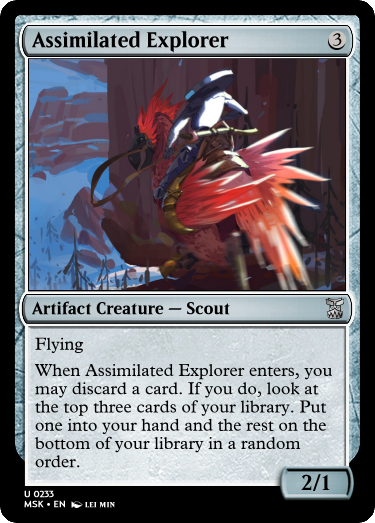 Assimilated Explorer 3
Artifact Creature — Scout
Flying
When Assimilated Explorer enters, you
may discard a card. If you do, look at
the top three cards of your library. Put
one into your hand and the rest on the
bottom of your library in a random
order.
2/1
U 0233
MSK • EN LEI MIN